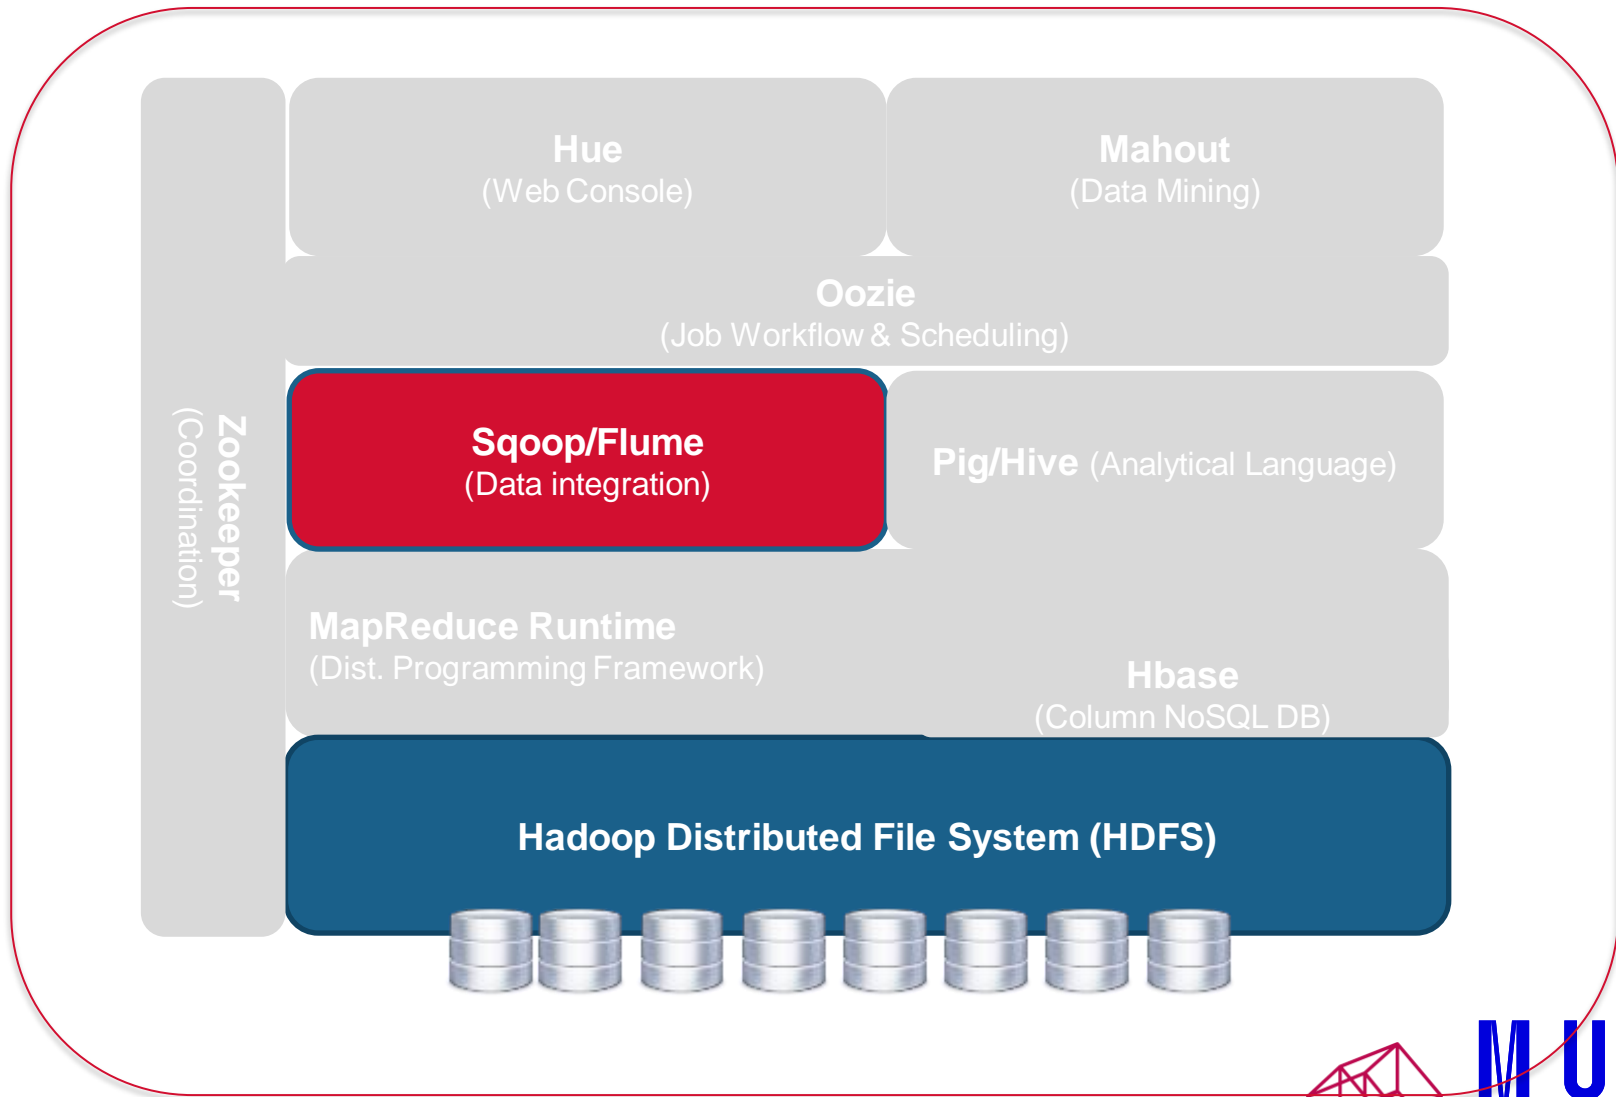 Hue
(Web Console)
Mahout
(Data Mining)
Oozie
(Job Workflow & Scheduling)
Zookeeper
(Coordination)
Sqoop/Flume
(Data integration)
Pig/Hive (Analytical Language)
MapReduce Runtime
(Dist. Programming Framework)
Hbase
(Column NoSQL DB)
Hadoop Distributed File System (HDFS)
MU